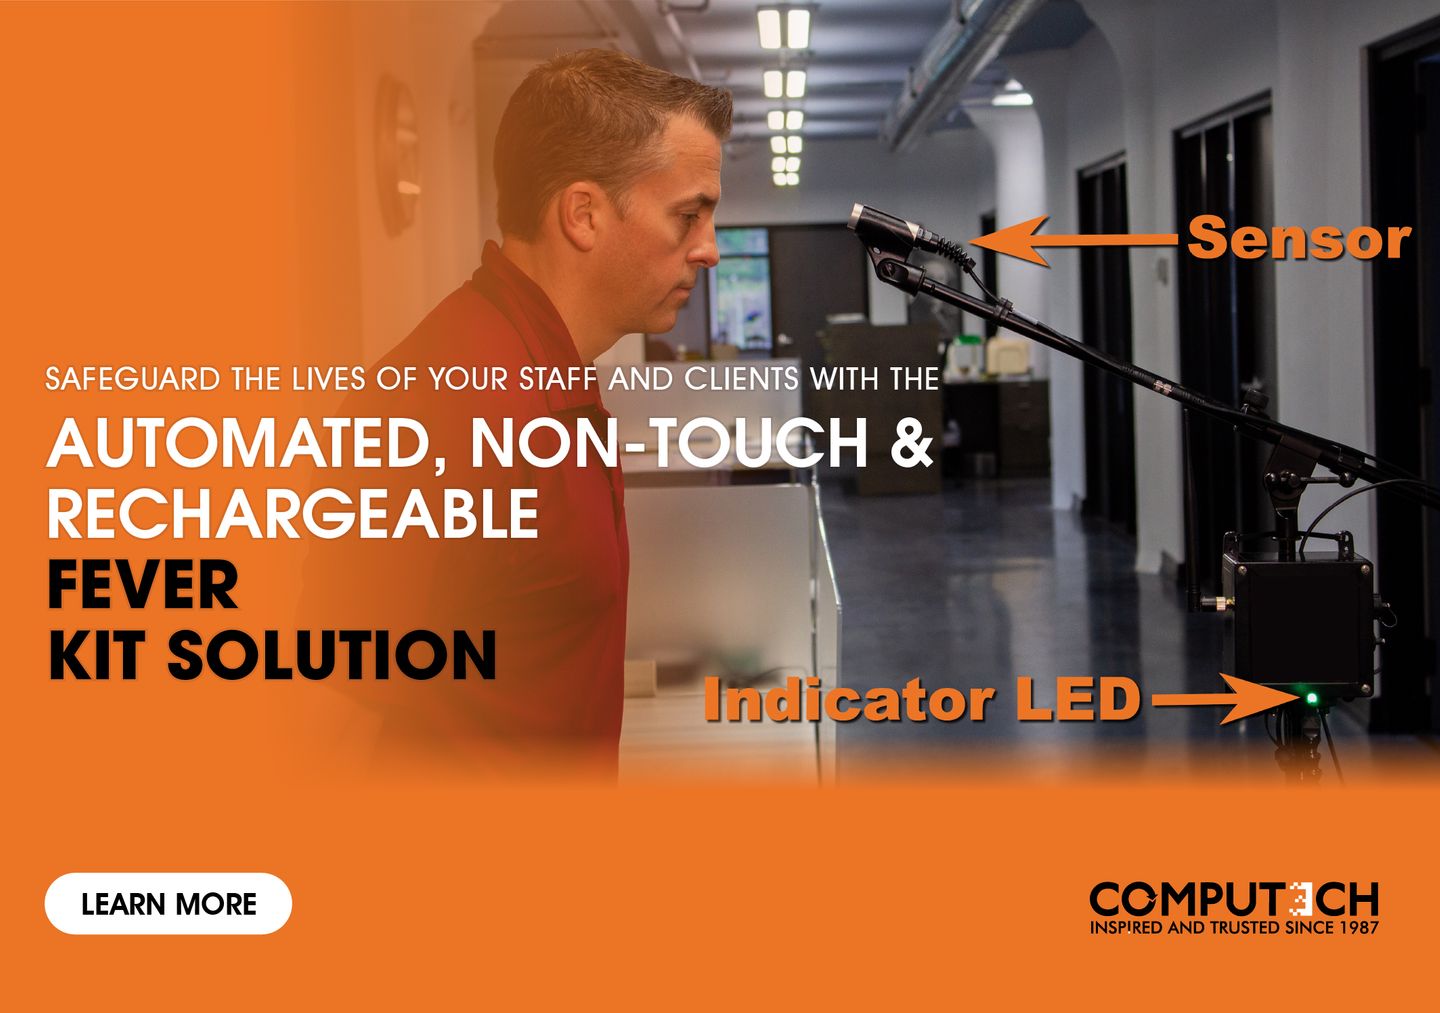 SAFEGUARD THE LIVES OF YOUR STAFF AND CLIENTS WITH THE
AUTOMATED, NON-TOUCH &
RECHARGEABLE
FEVER
KIT SOLUTION
Sensor
Indicator LED
LEARN MORE
COMPUTECH
INSPIRED AND TRUSTED SINCE 1987